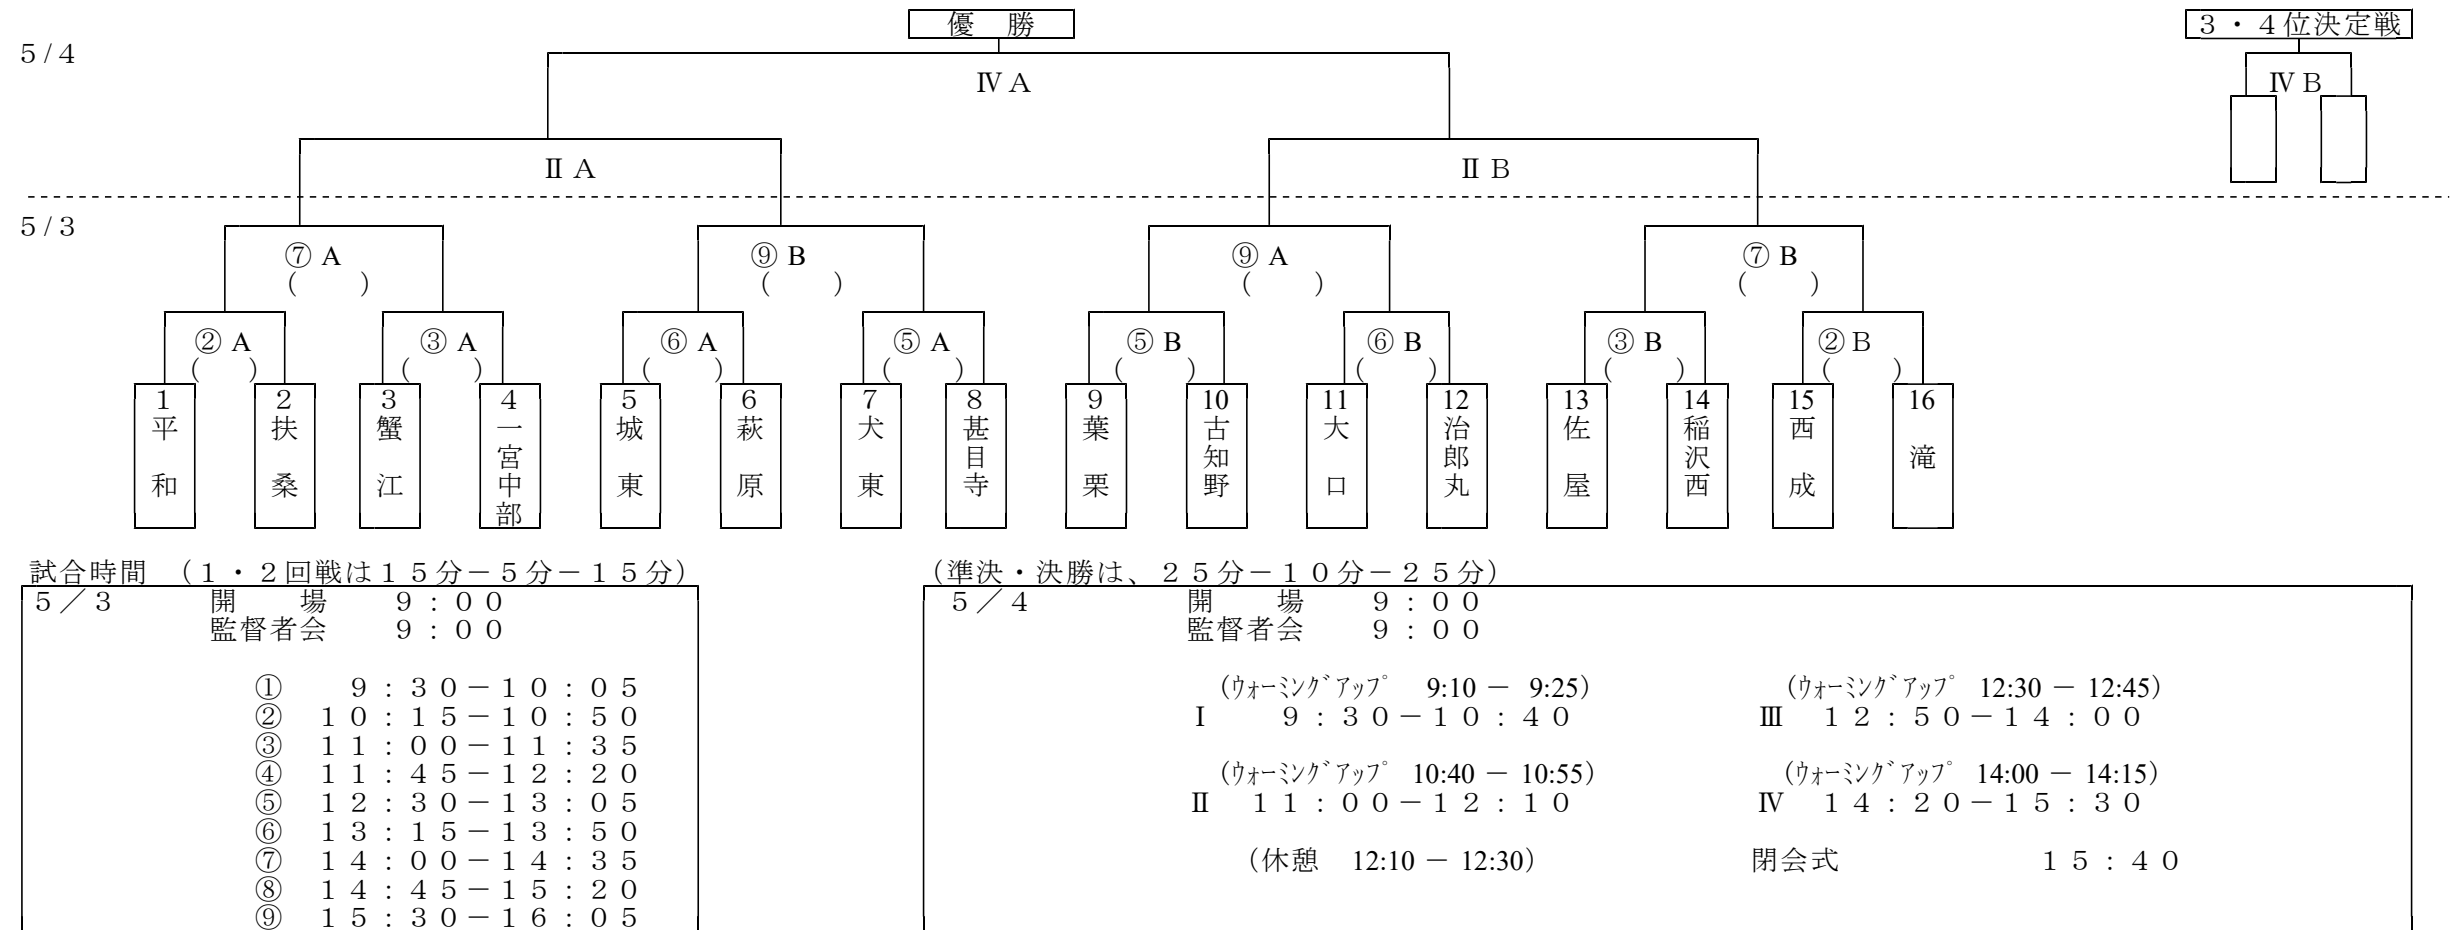 優　勝
３・４位決定戦
５/４
ⅣA
ⅣB
ⅡA
ⅡB
５/３
⑦A
⑨B
⑨A
⑦B
(　　)
(　　)
(　　)
(　　)
②A
③A
⑥A
⑤A
⑤B
⑥B
③B
②B
(　　)
(　　)
(　　)
(　　)
(　　)
(　　)
(　　)
(　　)
１
平和
２
扶桑
３
蟹江
４
一宮中部
５
城東
６
萩原
７
犬東
８
甚目寺
９
葉栗
10
古知野
11
大口
12
治郎丸
13
佐屋
14
稲沢西
15
西成
16
滝
試合時間　（１・２回戦は１５分－５分－１５分）
５／３　開　場　９：００
監督者会　９：００
①　９：３０－１０：０５
②　１０：１５－１０：５０
③　１１：００－１１：３５
④　１１：４５－１２：２０
⑤　１２：３０－１３：０５
⑥　１３：１５－１３：５０
⑦　１４：００－１４：３５
⑧　１４：４５－１５：２０
⑨　１５：３０－１６：０５
（準決・決勝は、２５分－１０分－２５分）
５／４　開　場　９：００
監督者会　９：００
（ｳｫｰﾐﾝｸﾞｱｯﾌﾟ　9:10 － 9:25）
Ⅰ　９：３０－１０：４０
（ｳｫｰﾐﾝｸﾞｱｯﾌﾟ　10:40 － 10:55）
Ⅱ　１１：００－１２：１０
（休憩　12:10 － 12:30）
（ｳｫｰﾐﾝｸﾞｱｯﾌﾟ　12:30 － 12:45）
Ⅲ　１２：５０－１４：００
（ｳｫｰﾐﾝｸﾞｱｯﾌﾟ　14:00 － 14:15）
Ⅳ　１４：２０－１５：３０
閉会式　１５：４０